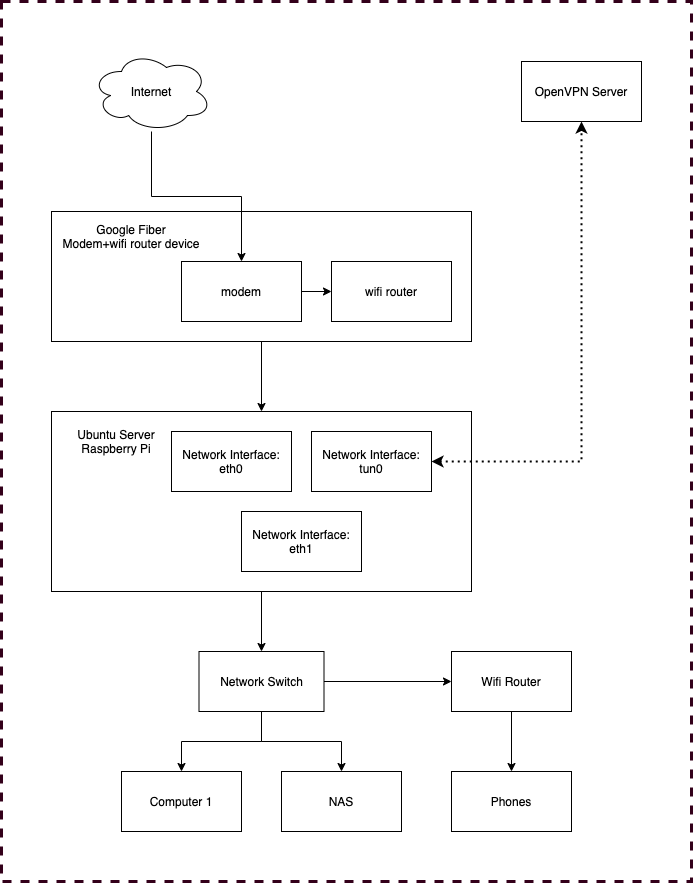 Internet
OpenVPN Server
Google Fiber
Modem+wifi router device
modem
wifi router
Ubuntu Server
Raspberry Pi
Network Interface:
eth0
Network Interface:
tun0
Network Interface:
eth1
Network Switch
Wifi Router
Computer 1
NAS
Phones